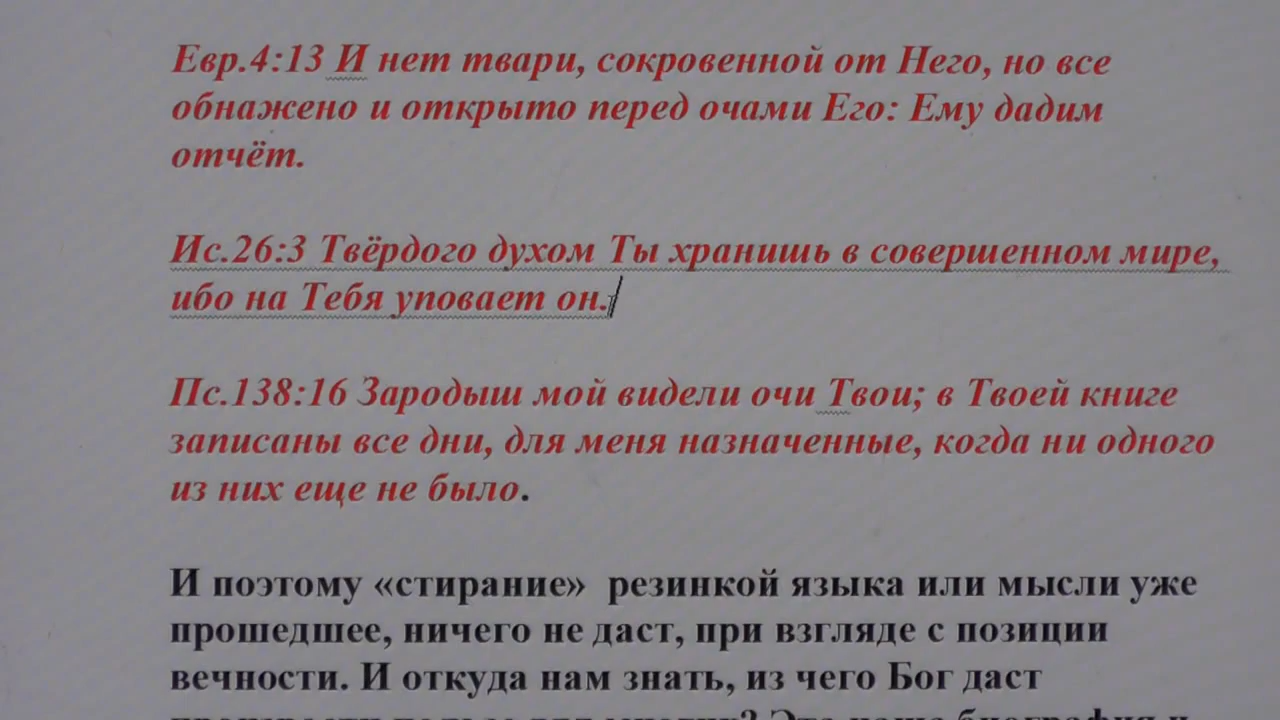 Евр.4:13 И нет твари, сокровенной от Него, но все
обнажено и открыто перед очами Его: Ему дадим
отчёт.
Ис.26:3 Твёрдого духом Ты хранишь в совершенном мире,
ибо на Тебя уповает он.
Пс.138:16 Зародыш мой видели очи Твои; в Твоей книге
записаны все дни, для меня назначенные, когда ни одного
из них еще не было.
И поэтому «стирание»  резинкой языка или мысли уже
прошедшее, ничего не даст, при взгляде с позиции
вечности. И откуда нам знать, из чего Бог даст